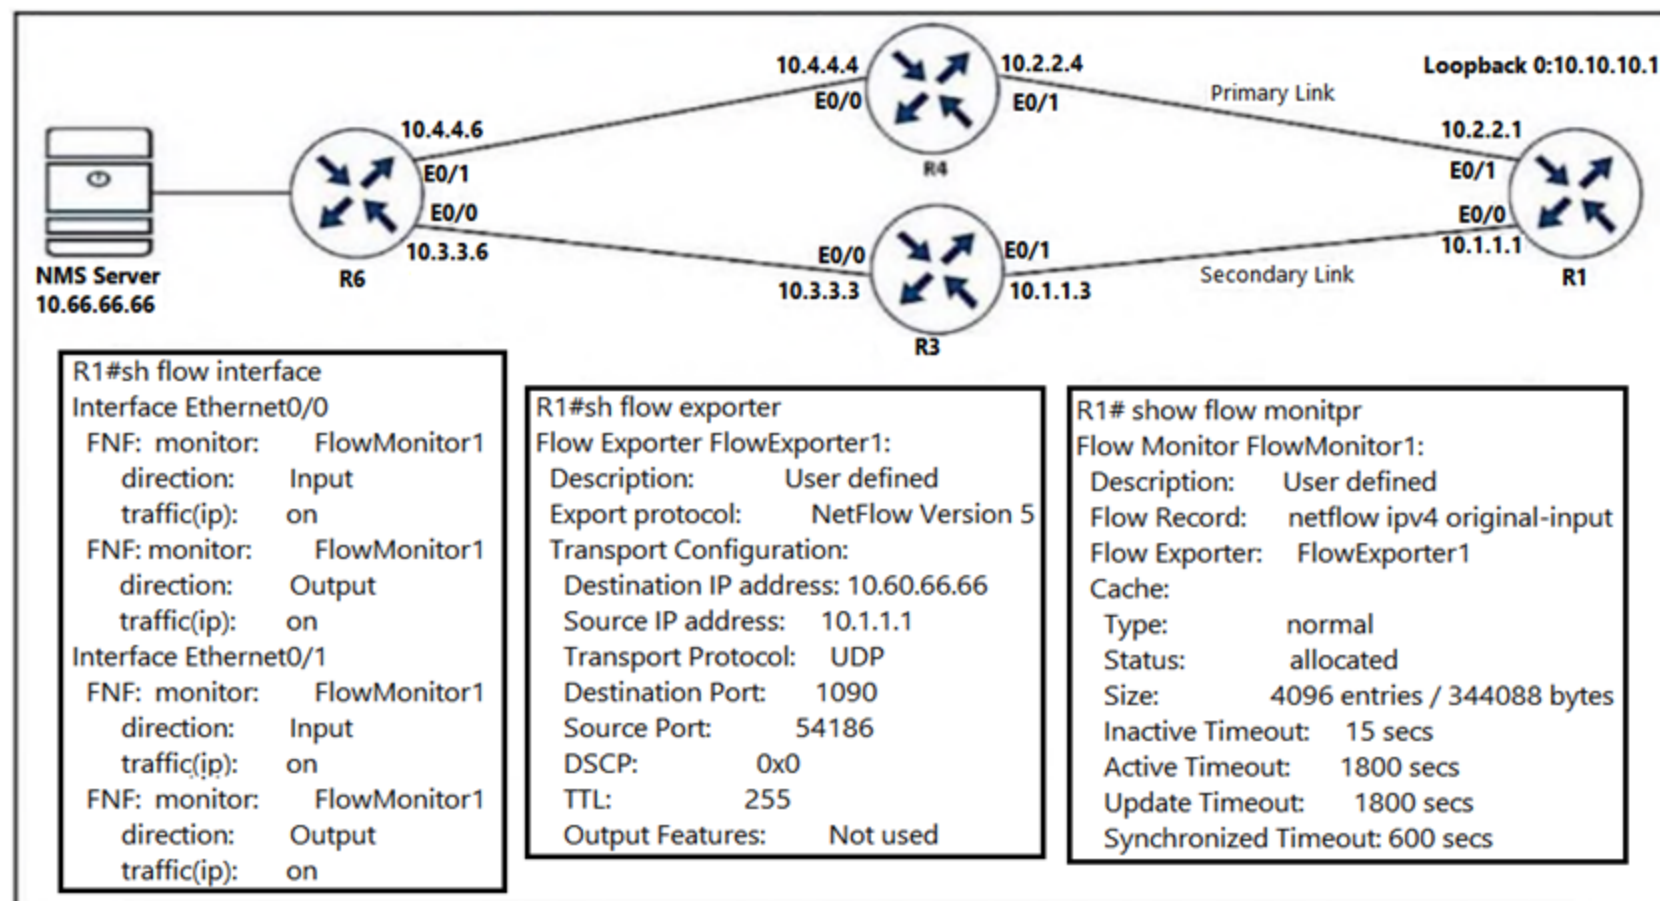 10.4.4.4
E0/0
10.2.2.4
E0/1
Primary Link
Loopback 0:10.10.10.1
R4
10.4.4.6
E0/1
E0/0
10.3.3.6
R6
NMS Server
10.66.66.66
10.2.2.1
E0/1
E0/0
10.1.1.1
R1
E0/0
10.3.3.3
E0/1
10.1.1.3
Secondary Link
R3
R1#sh flow interface
Interface Ethernet0/0
FNF: monitor: FlowMonitor1
direction: Input
traffic(ip): on
FNF: monitor: FlowMonitor1
direction: Output
traffic(ip): on
Interface Ethernet0/1
FNF: monitor: FlowMonitor1
direction: Input
traffic(ip): on
FNF: monitor: FlowMonitor1
direction: Output
traffic(ip): on
R1#sh flow exporter
Flow Exporter FlowExporter1:
Description: User defined
Export protocol: NetFlow Version 5
Transport Configuration:
Destination IP address: 10.60.66.66
Source IP address: 10.1.1.1
Transport Protocol: UDP
Destination Port: 1090
Source Port: 54186
DSCP: 0x0
TTL: 255
Output Features: Not used
R1# show flow monitpr
Flow Monitor FlowMonitor1:
Description: User defined
Flow Record: netflow ipv4 original-input
Flow Exporter: FlowExporter1
Cache:
Type: normal
Status: allocated
Size: 4096 entries / 344088 bytes
Inactive Timeout: 15 secs
Active Timeout: 1800 secs
Update Timeout: 1800 secs
Synchronized Timeout: 600 secs